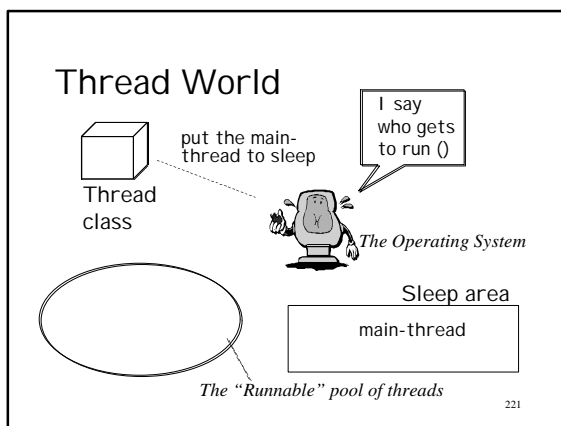 Thread World
I say
who gets
to run ()
put the main-
thread to sleep
Thread
class
The Operating System
Sleep area
main-thread
The “Runnable” pool of threads
221